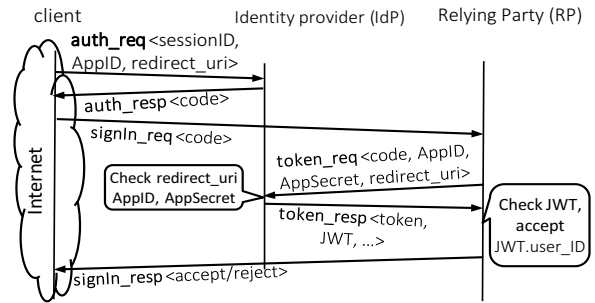 client
Identity provider (IdP)
Relying Party (RP)
auth_req <sessionID,
AppID, redirect_uri>
auth_resp <code>
signIn_req <code>
token_req <code, AppID,
AppSecret, redirect_uri>
Check redirect_uri
AppID, AppSecret
token_resp <token,
JWT, ...>
Check JWT,
accept
JWT.user_ID
signIn_resp <accept/reject>
Internet